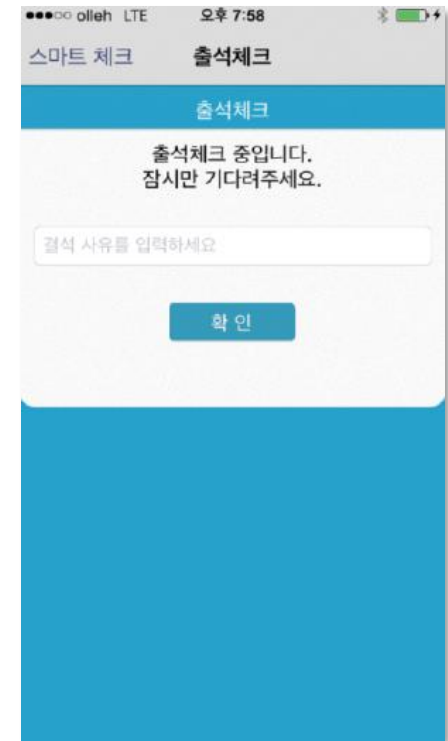 olleh LTE 오후 7:58
스마트 체크 출석체크
출석체크
출석체크 중입니다.
잠시만 기다려주세요.
결석 사유를 입력하세요
확인